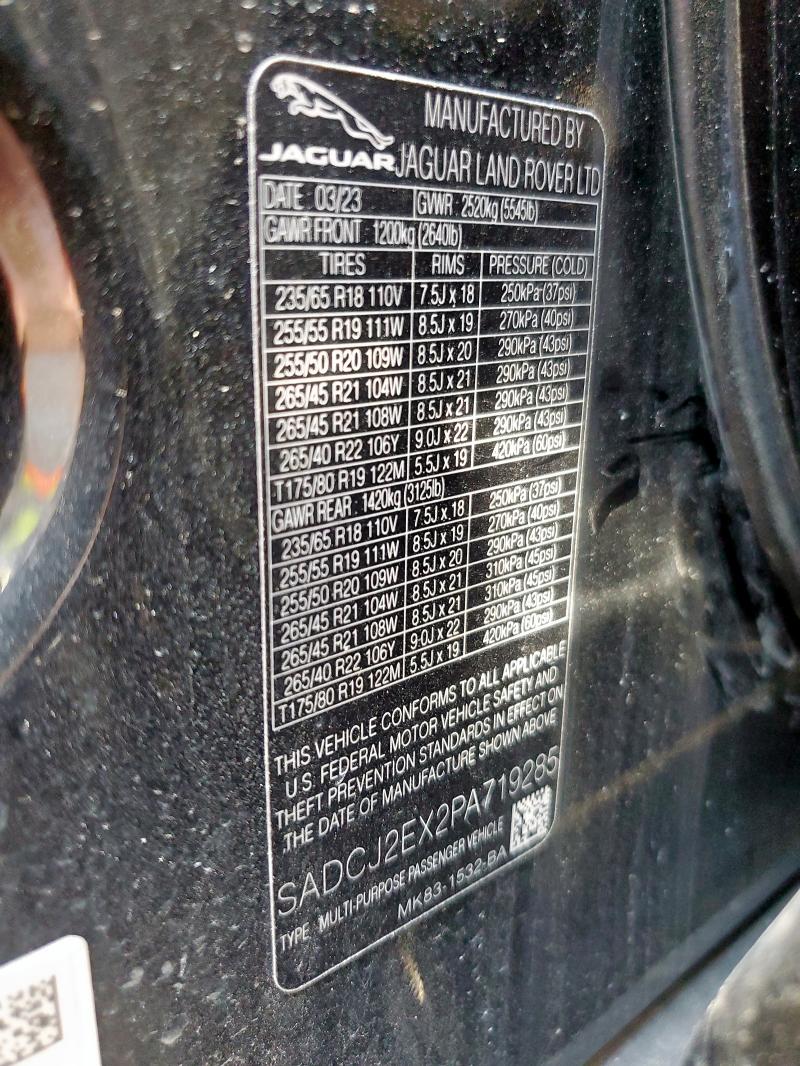 MANUFACTURED BY
JAGUAR JAGUAR LAND ROVER LTD
DATE 03/23 GVWR 2520kg (5545lb)
GAWR FRONT 1200kg (2640lb)
TIRES RIMS PRESSURE (COLD)
235/65 R18 110V 7.5J x 18 250kPa (37psi)
255/55 R19 111W 8.5J x 19 270kPa (40psi)
255/50 R20 109W 8.5J x 20 290kPa (43psi)
265/45 R21 104W 8.5J x 21 290kPa (43psi)
265/45 R21 108W 8.5J x 21 290kPa (43psi)
265/40 R22 106Y 9.0J x 22 290kPa (43psi)
T175/80 R19 122M 5.5J x 19 420kPa (60psi)
GAWR REAR 1420kg (3125lb)
235/65 R18 110V 7.5J x 18 250kPa (37psi)
255/55 R19 111W 8.5J x 19 270kPa (40psi)
255/50 R20 109W 8.5J x 20 290kPa (43psi)
265/45 R21 104W 8.5J x 21 310kPa (45psi)
265/45 R21 108W 8.5J x 21 310kPa (45psi)
265/40 R22 106Y 9.0J x 22 290kPa (43psi)
T175/80 R19 122M 5.5J x 19 420kPa (60psi)
THIS VEHICLE CONFORMS TO ALL APPLICABLE
U.S. FEDERAL MOTOR VEHICLE SAFETY AND
THEFT PREVENTION STANDARDS IN EFFECT ON
THE DATE OF MANUFACTURE SHOWN ABOVE
SADCJ2EX2PA719285
TYPE MULTI-PURPOSE PASSENGER VEHICLE
MK83-1532-BA